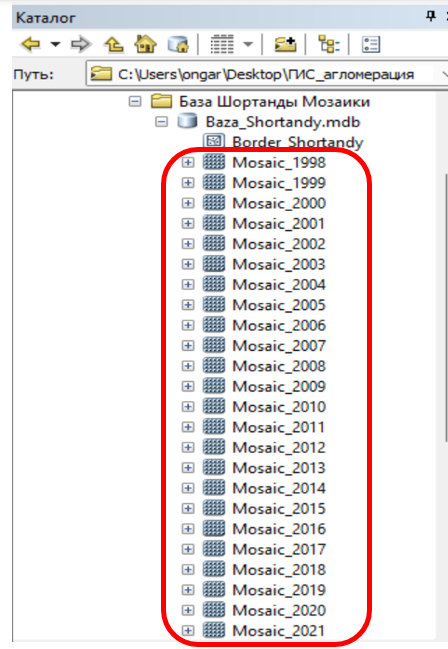 Каталог
Путь: C:\Users\ongar\Desktop\ГИС_агломерация
База Шортанды Мозаики
Baza_Shortandy.mdb
Border_Shortandy
Mosaic_1998
Mosaic_1999
Mosaic_2000
Mosaic_2001
Mosaic_2002
Mosaic_2003
Mosaic_2004
Mosaic_2005
Mosaic_2006
Mosaic_2007
Mosaic_2008
Mosaic_2009
Mosaic_2010
Mosaic_2011
Mosaic_2012
Mosaic_2013
Mosaic_2014
Mosaic_2015
Mosaic_2016
Mosaic_2017
Mosaic_2018
Mosaic_2019
Mosaic_2020
Mosaic_2021